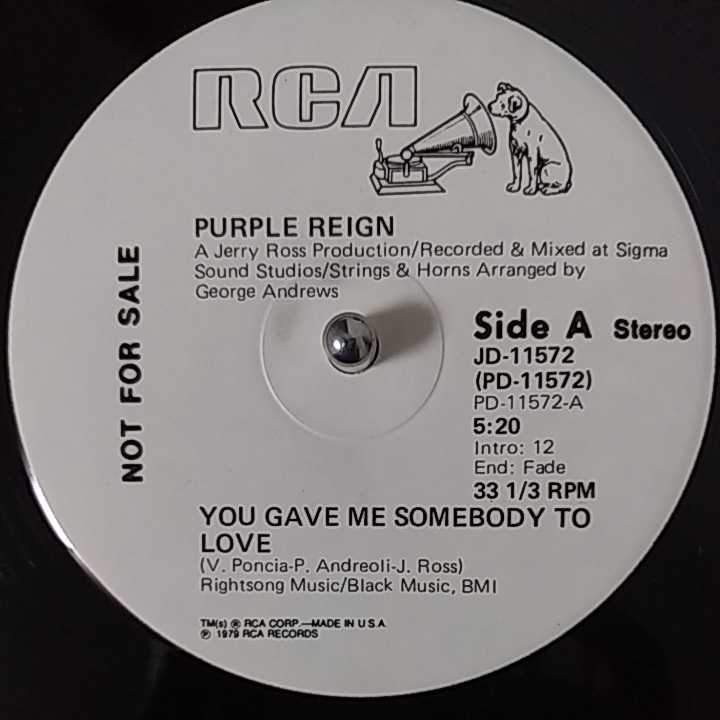 RCA
PURPLE REIGN
A Jerry Ross Production/Recorded & Mixed at Sigma
Sound Studios/Strings & Horns Arranged by
George Andrews
NOT FOR SALE
Side A Stereo
JD-11572
(PD-11572)
PD-11572-A
5:20
Intro: 12
End: Fade
33 1/3 RPM
YOU GAVE ME SOMEBODY TO
LOVE
(V. Poncia-P. Andreoli-J. Ross)
Rightsong Music/Black Music, BMI
TM(s) ® RCA CORP.—MADE IN U.S.A.
℗ 1979 RCA RECORDS